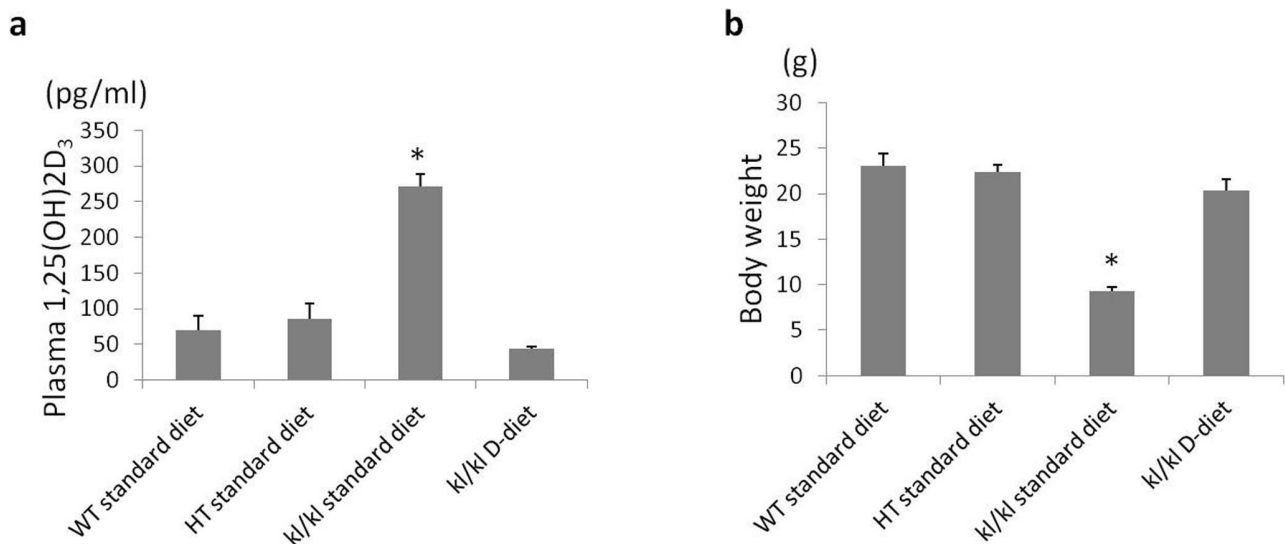 a
(pg/ml)
Plasma 1,25(OH)2D₃
350
300
250
200
150
100
50
0
*
WT standard diet
HT standard diet
kl/kl standard diet
kl/kl D-diet
b
(g)
Body weight
30
25
20
15
10
5
0
*
WT standard diet
HT standard diet
kl/kl standard diet
kl/kl D-diet